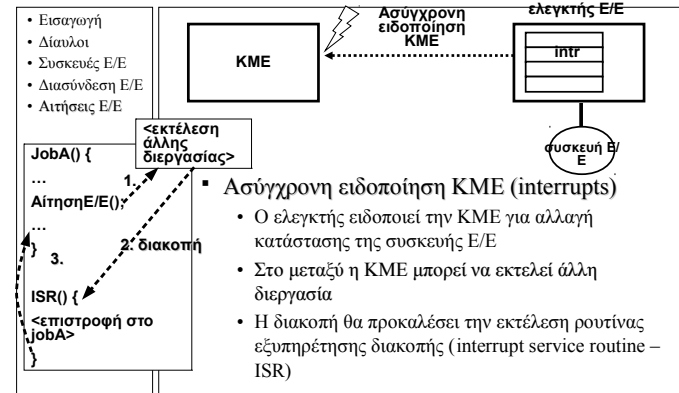 • Εισαγωγή
• Δίαυλοι
• Συσκευές Ε/Ε
• Διασύνδεση Ε/Ε
• Αιτήσεις Ε/Ε
ΚΜΕ
Ασύγχρονη
ειδοποίηση
ΚΜΕ
ελεγκτής Ε/Ε
intr
συσκευή Ε/
Ε
<εκτέλεση
άλλης
διεργασίας>
JobA() {
…
1.
ΑίτησηΕ/Ε();
…
}
3.
2. διακοπή
ISR() {
<επιστροφή στο
jobA>
}
▪ Ασύγχρονη ειδοποίηση ΚΜΕ (interrupts)
• Ο ελεγκτής ειδοποιεί την ΚΜΕ για αλλαγή
κατάστασης της συσκευής Ε/Ε
• Στο μεταξύ η ΚΜΕ μπορεί να εκτελεί άλλη
διεργασία
• Η διακοπή θα προκαλέσει την εκτέλεση ρουτίνας
εξυπηρέτησης διακοπής (interrupt service routine –
ISR)